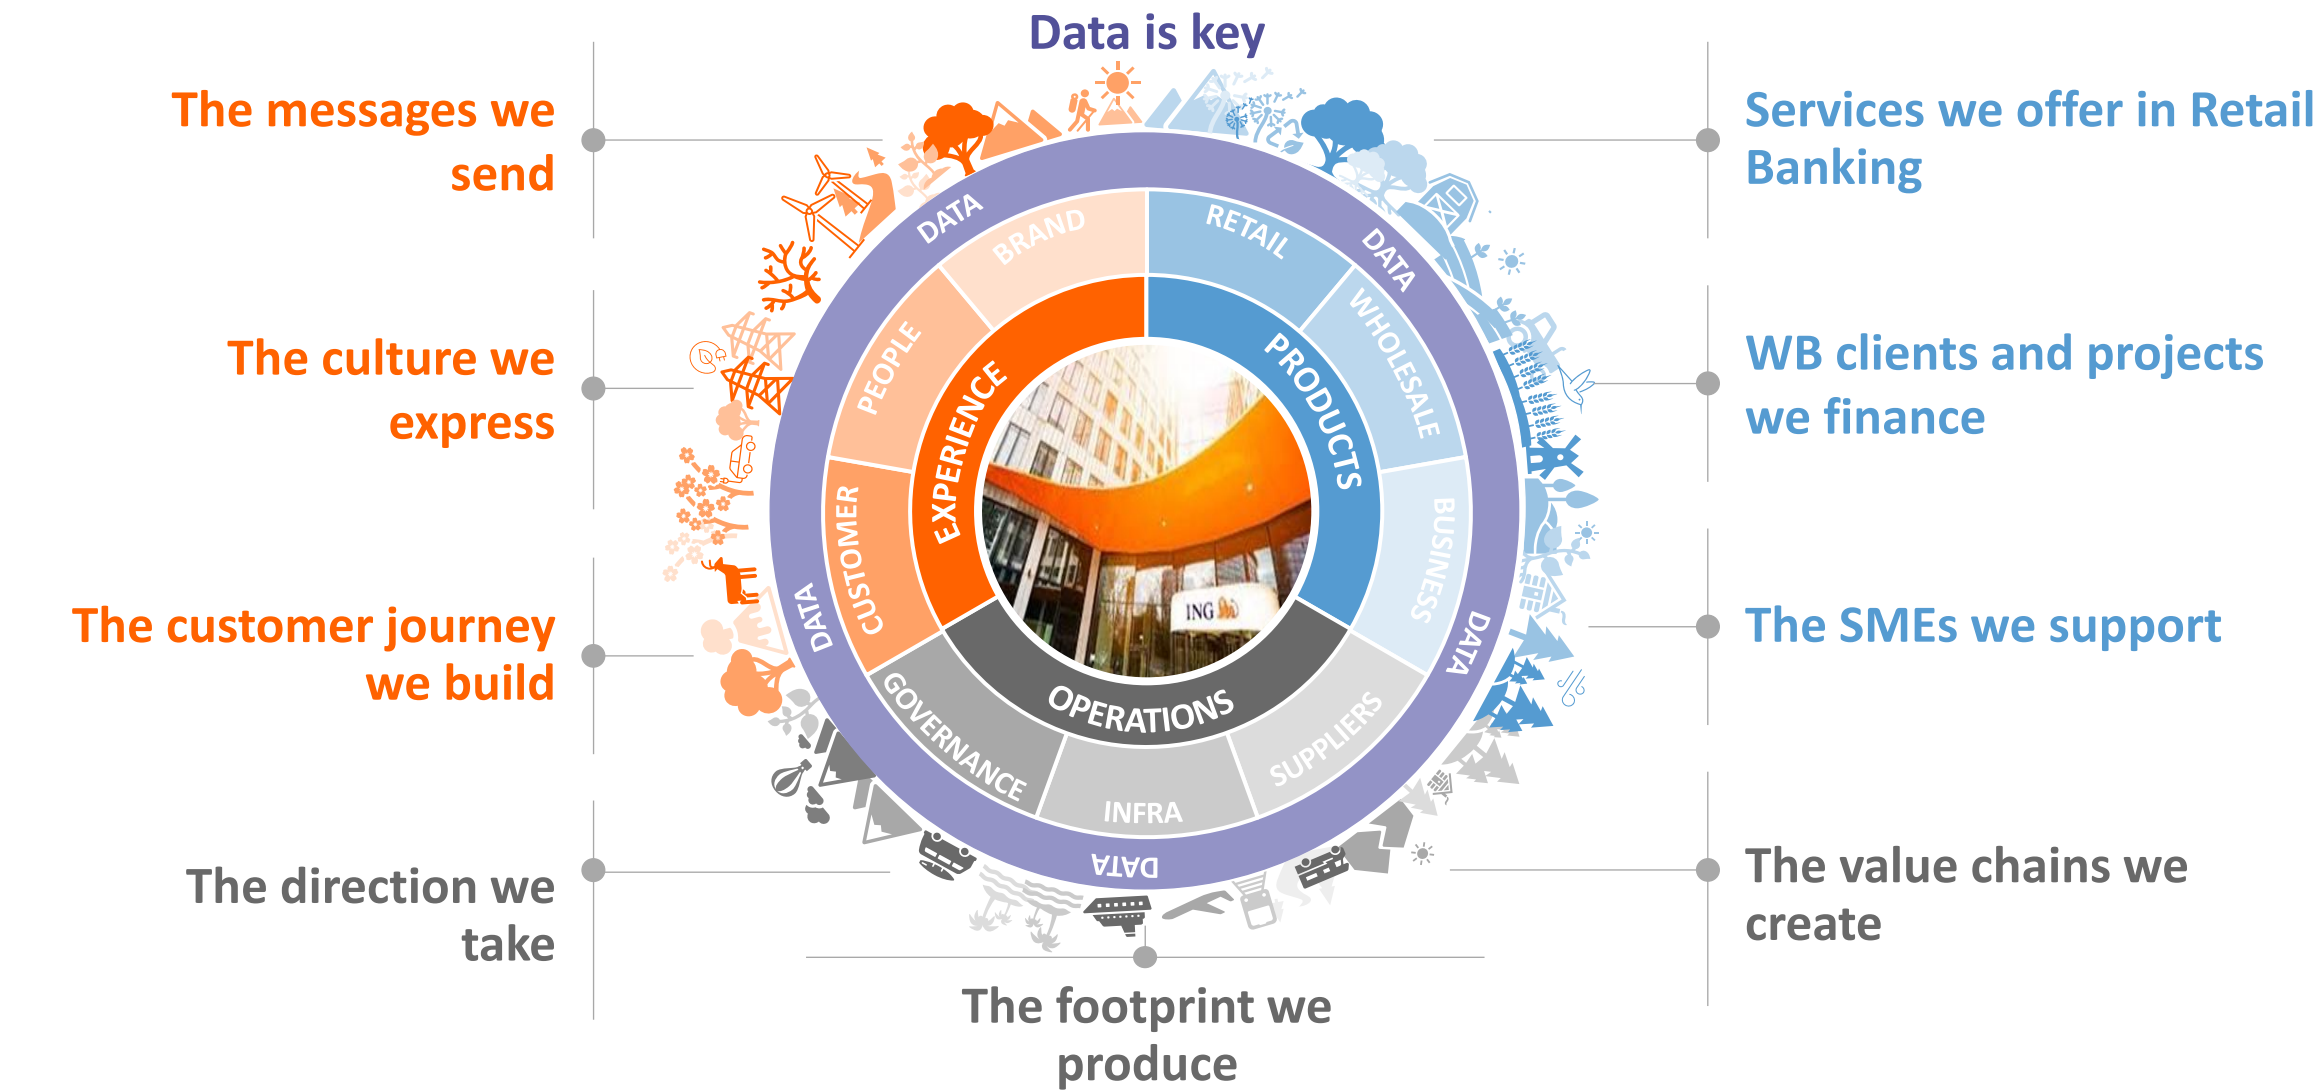 Data is key
The messages we
send
The culture we
express
The customer journey
we build
The direction we
take
Services we offer in Retail
Banking
WB clients and projects
we finance
The SMEs we support
The value chains we
create
The footprint we
produce
DATA
DATA
DATA
DATA
DATA
BRAND
PEOPLE
CUSTOMER
EXPERIENCE
RETAIL
WHOLESALE
BUSINESS
PRODUCTS
GOVERNANCE
INFRA
SUPPLIERS
OPERATIONS
ING